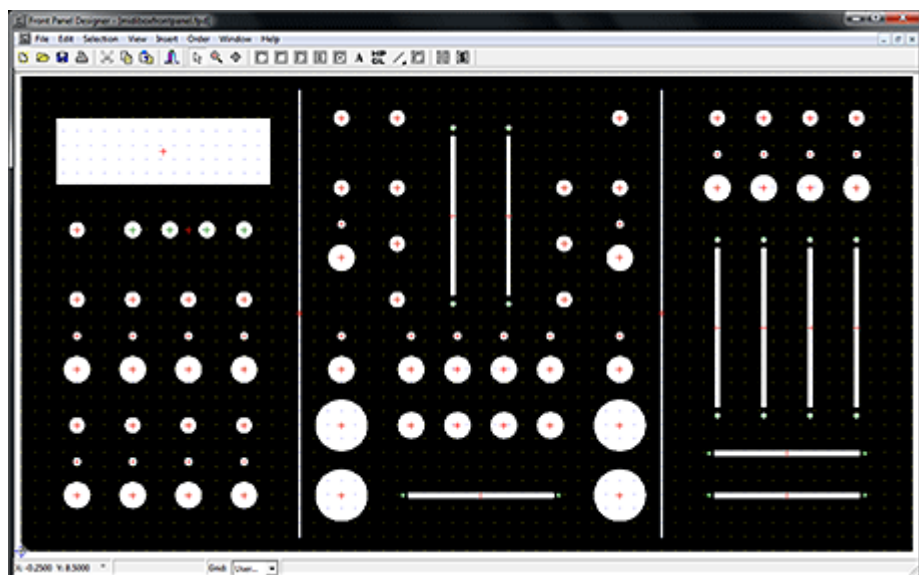 Front Panel Designer - [midiboxfrontpanel.fpd]
File Edit Selection View Insert Order Window Help
X: -0.2500 Y: 8.5000 " Grid: User...